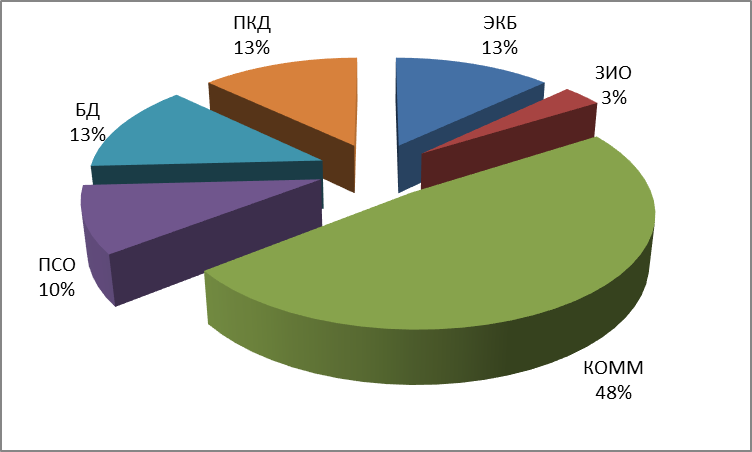 ПКД
13%
ЭКБ
13%
ЗИО
3%
БД
13%
ПСО
10%
КОММ
48%